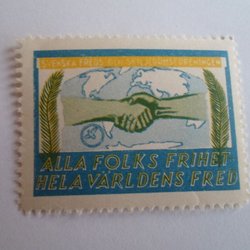 SVENSKA FREDS- OCH SKILJEDOMSFÖRENINGEN
ALLA FOLKS FRIHET-
HELA VÄRLDENS FRED